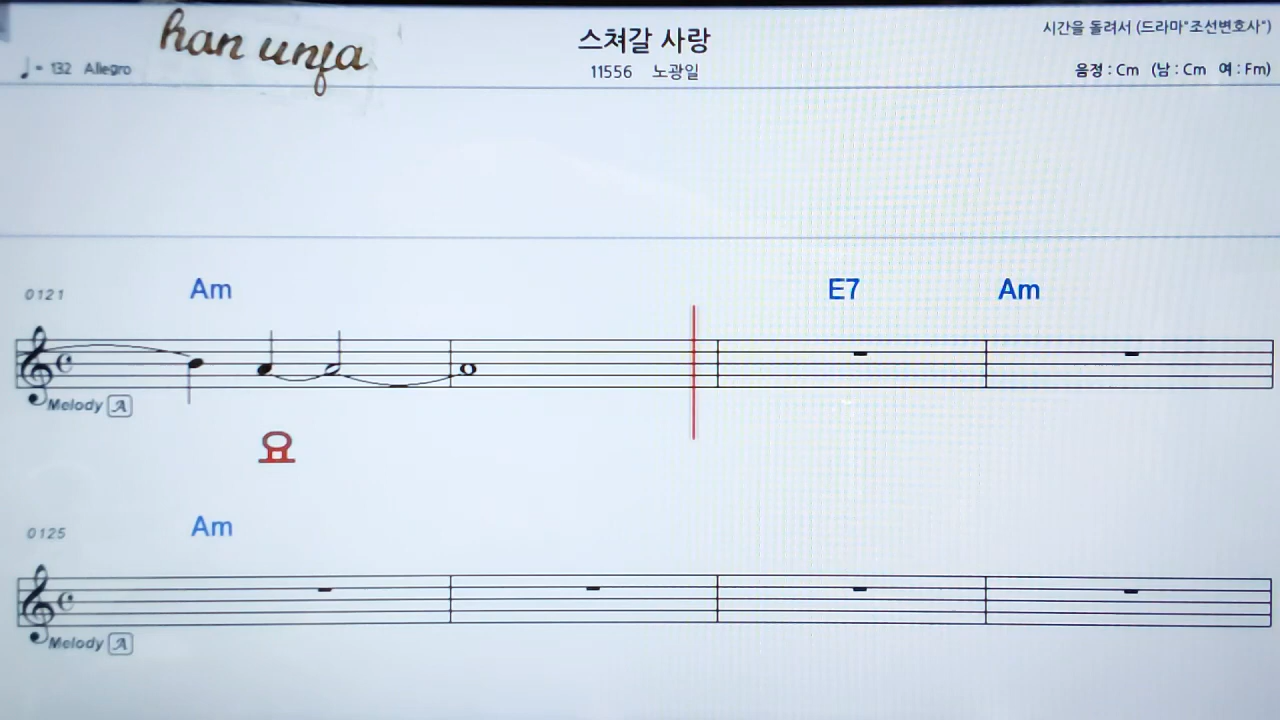 han unfa
스쳐갈 사랑
시간을 돌려서 (드라마"조선변호사")
♩= 132 Allegro
11556 노광일
음정 : Cm (남 : Cm 여 : Fm)
0121 Am E7 Am
Melody A
요
0125 Am
Melody A